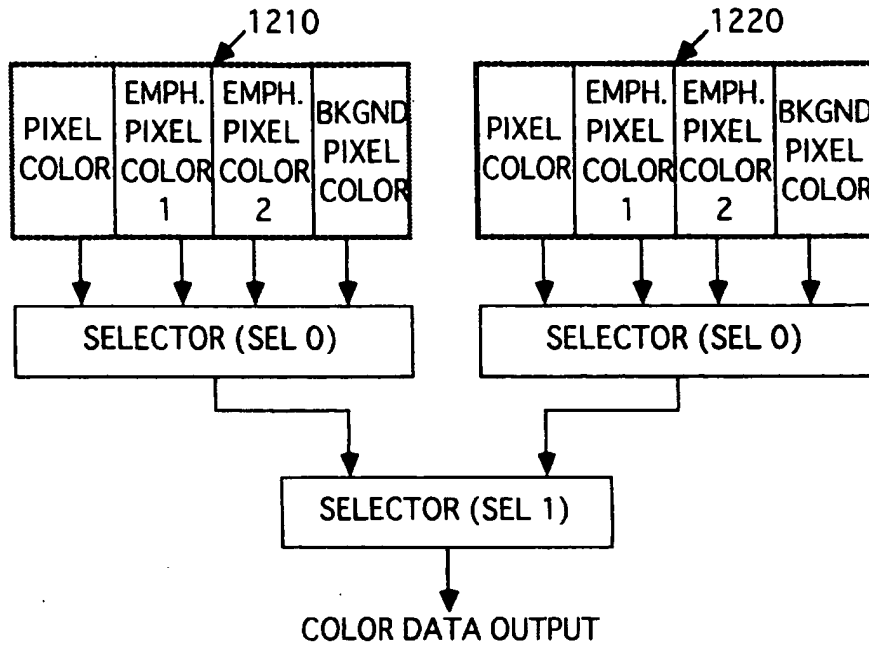 1210
1220
PIXEL
COLOR
EMPH.
PIXEL
COLOR
1
EMPH.
PIXEL
COLOR
2
BKGND
PIXEL
COLOR
PIXEL
COLOR
EMPH.
PIXEL
COLOR
1
EMPH.
PIXEL
COLOR
2
BKGND
PIXEL
COLOR
SELECTOR (SEL 0)
SELECTOR (SEL 0)
SELECTOR (SEL 1)
COLOR DATA OUTPUT